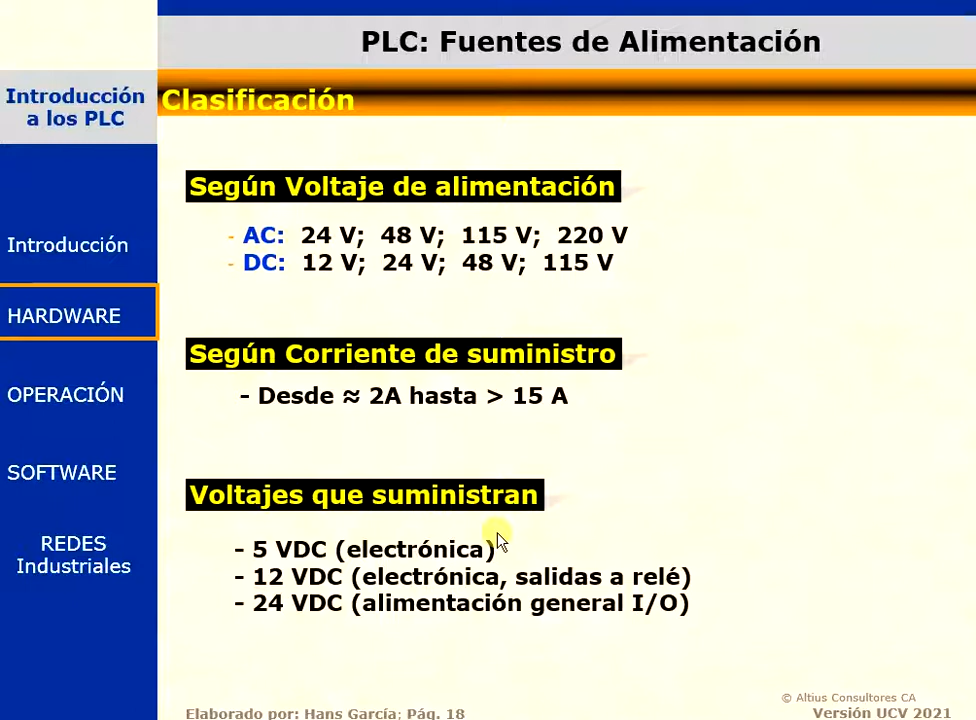 PLC: Fuentes de Alimentación
Introducción
a los PLC
Clasificación
Según Voltaje de alimentación
- AC: 24 V; 48 V; 115 V; 220 V
- DC: 12 V; 24 V; 48 V; 115 V
Introducción
HARDWARE
OPERACIÓN
SOFTWARE
REDES
Industriales
Según Corriente de suministro
- Desde ≈ 2A hasta > 15 A
Voltajes que suministran
- 5 VDC (electrónica)
- 12 VDC (electrónica, salidas a relé)
- 24 VDC (alimentación general I/O)
© Altius Consultores CA
Elaborado por: Hans García; Pág. 18
Versión UCV 2021